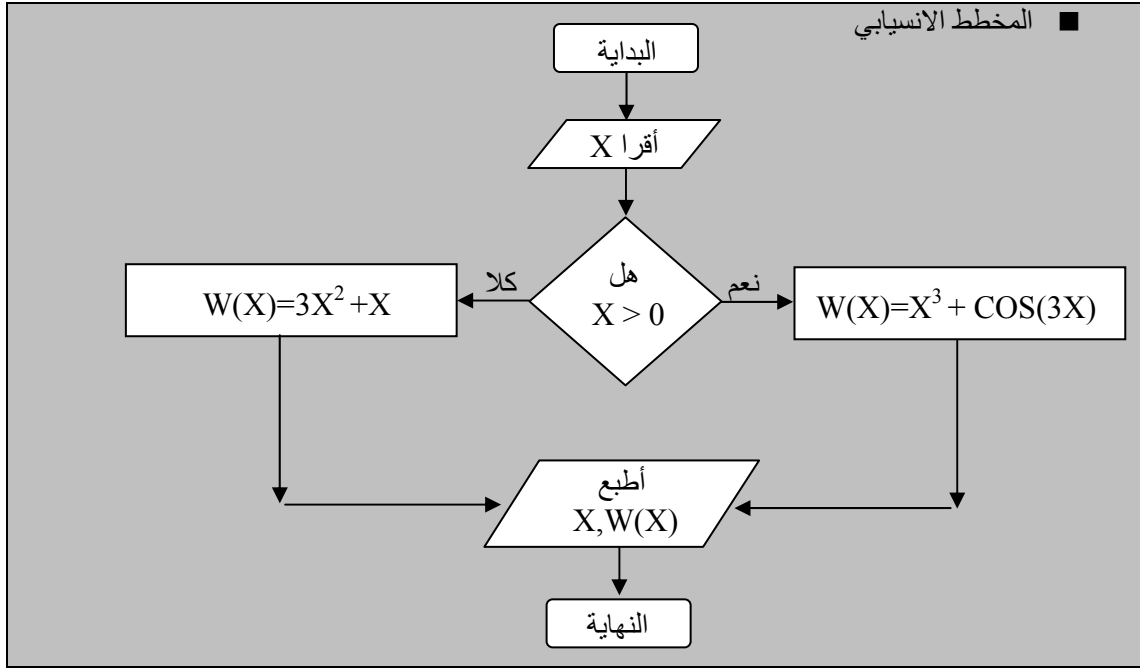 ■ المخطط الانسيابي
البداية
أقرا X
هل
X > 0
نعم
كلا
W(X)=X³ + COS(3X)
W(X)=3X² +X
أطبع
X,W(X)
النهاية